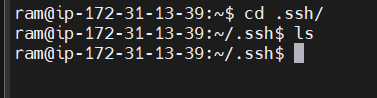 ram@ip-172-31-13-39:~$ cd .ssh/
ram@ip-172-31-13-39:~/.ssh$ ls
ram@ip-172-31-13-39:~/.ssh$